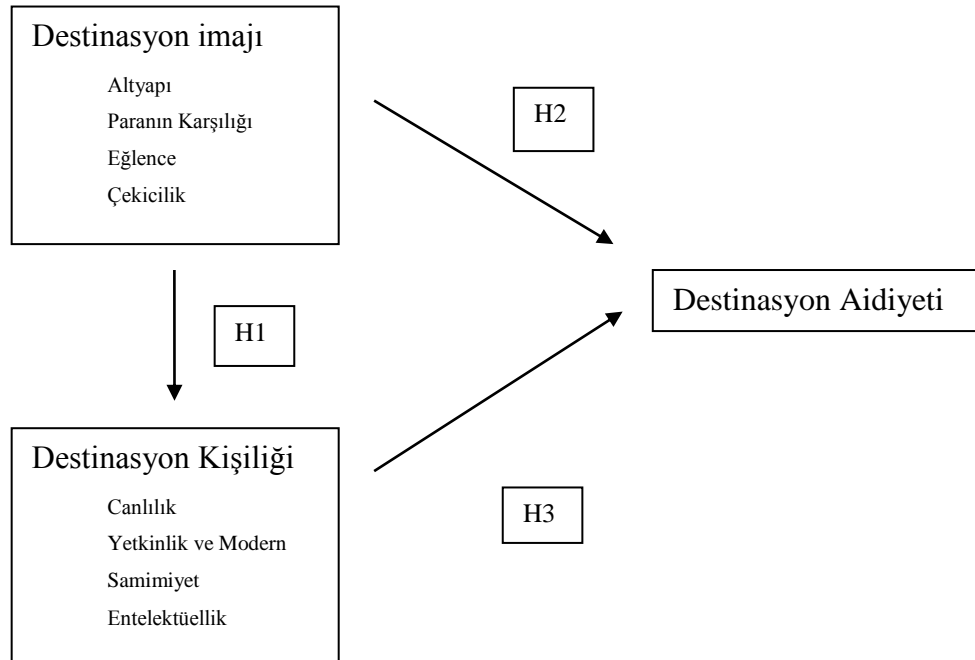 Destinasyon imajı
Altyapı
Paranın Karşılığı
Eğlence
Çekicilik
H2
Destinasyon Aidiyeti
H1
Destinasyon Kişiliği
Canlılık
Yetkinlik ve Modern
Samimiyet
Entelektüellik
H3